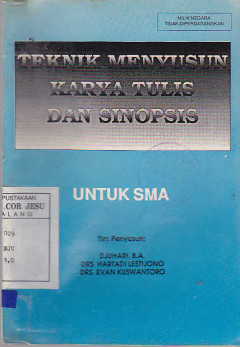 MILIK NEGARA
TIDAK DIPERDAGANGKAN
TEKNIK MENYUSUN
KARYA TULIS
DAN SINOPSIS
PUSTAKAAN
COR JESU
ALANG
UNTUK SMA
Tim Penyusun:
DJUHARI, B.A.
DRS. HARTADI LESTIJONO
DRS. EVAN KUSWANTORO